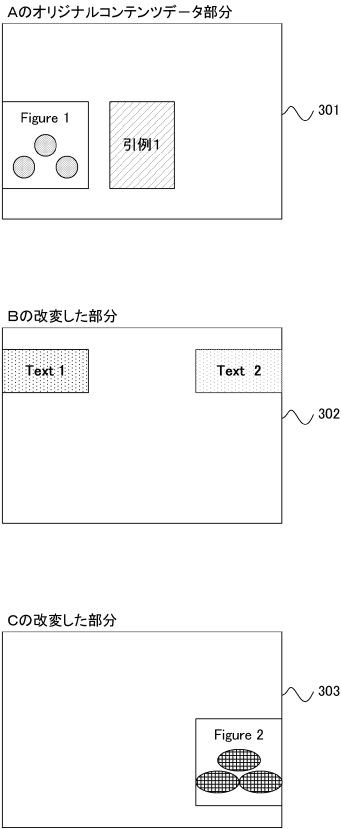 Aのオリジナルコンテンツデータ部分
301
Figure 1
引例1
Bの改変した部分
Text 1
Text 2
302
Cの改変した部分
303
Figure 2